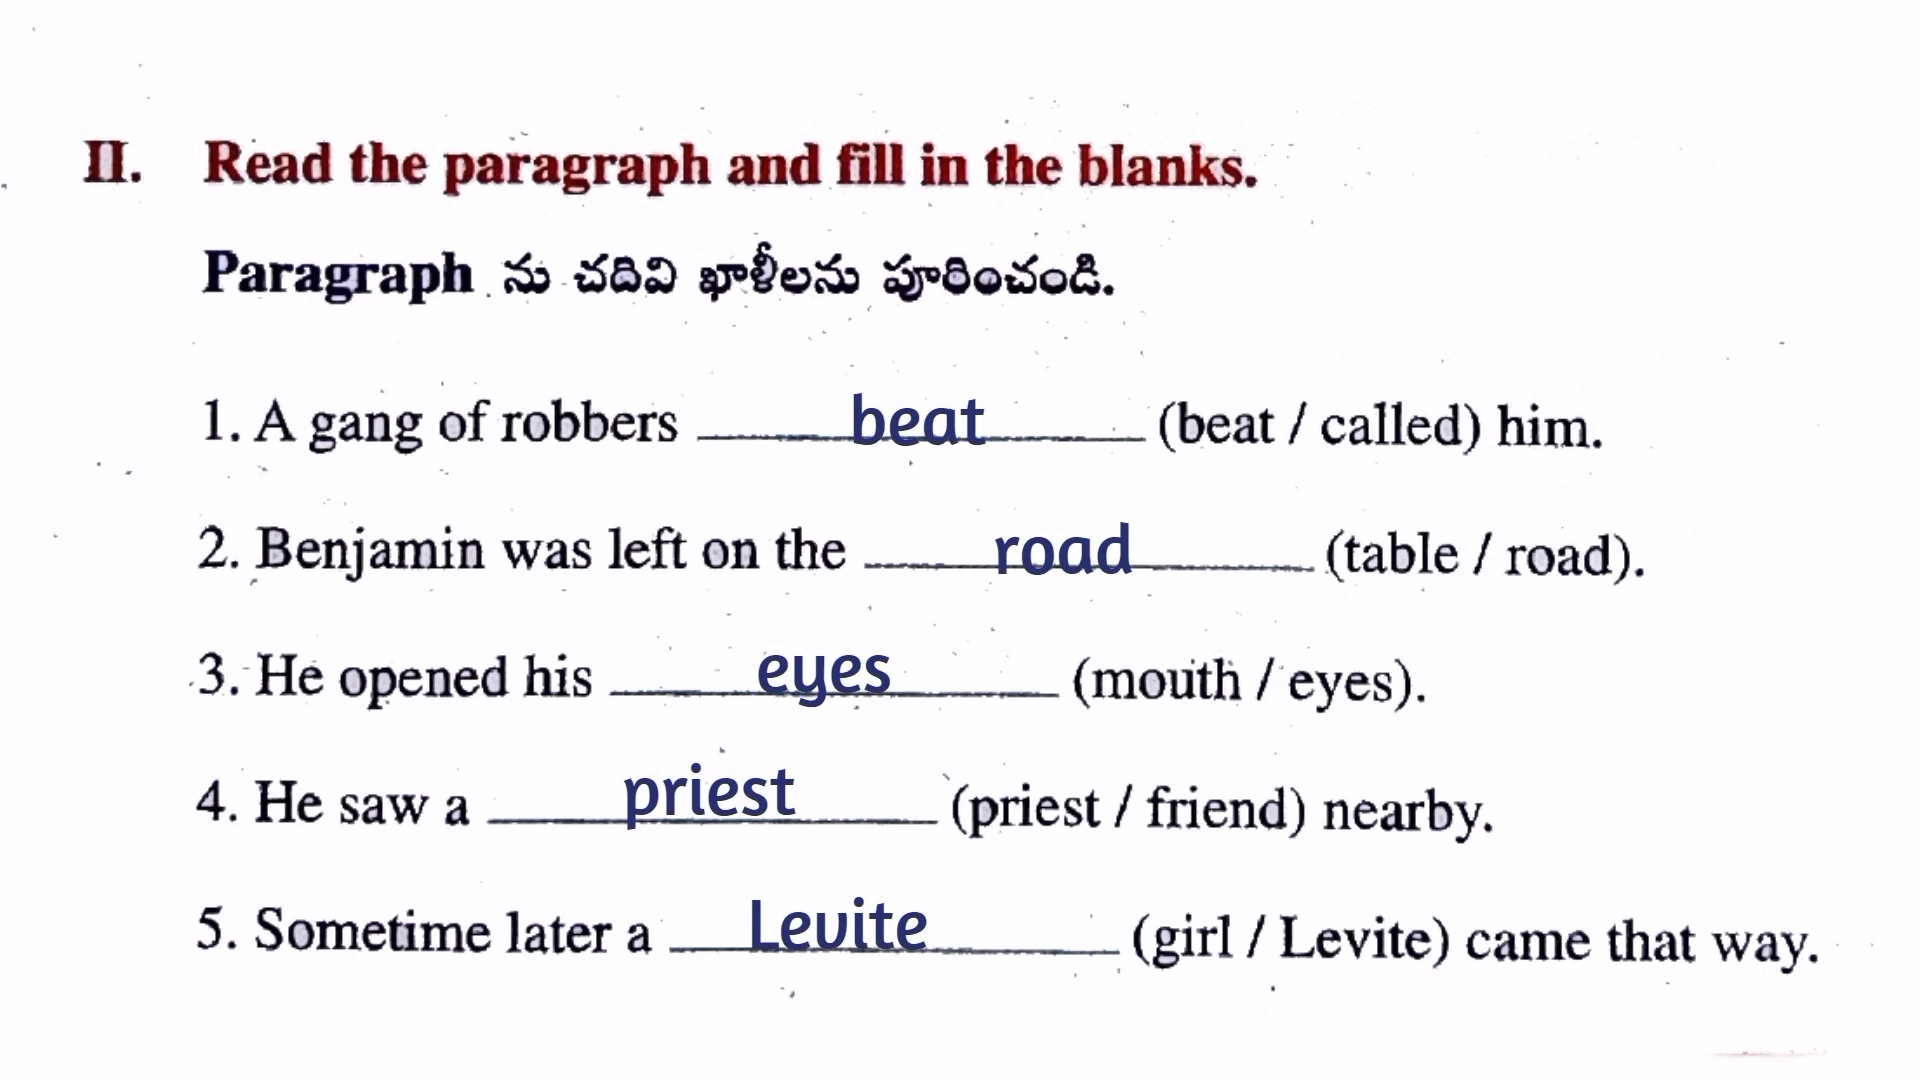 II. Read the paragraph and fill in the blanks.
Paragraph ను చదివి ఖాళీలను పూరించండి.
1. A gang of robbers beat (beat / called) him.
2. Benjamin was left on the road (table / road).
3. He opened his eyes (mouth / eyes).
4. He saw a priest (priest / friend) nearby.
5. Sometime later a Levite (girl / Levite) came that way.